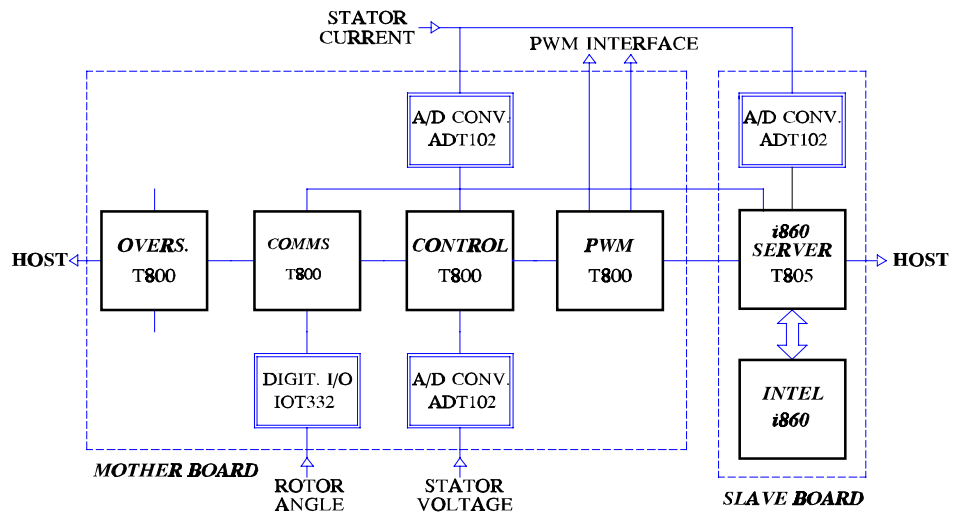 STATOR
CURRENT
PWM INTERFACE
A/D CONV.
ADT102
A/D CONV.
ADT102
HOST
OVERS.
T800
COMMS
T800
CONTROL
T800
PWM
T800
i860
SERVER
T805
HOST
DIGIT. I/O
IOT332
A/D CONV.
ADT102
INTEL
i860
MOTHER BOARD
ROTOR
ANGLE
STATOR
VOLTAGE
SLAVE BOARD